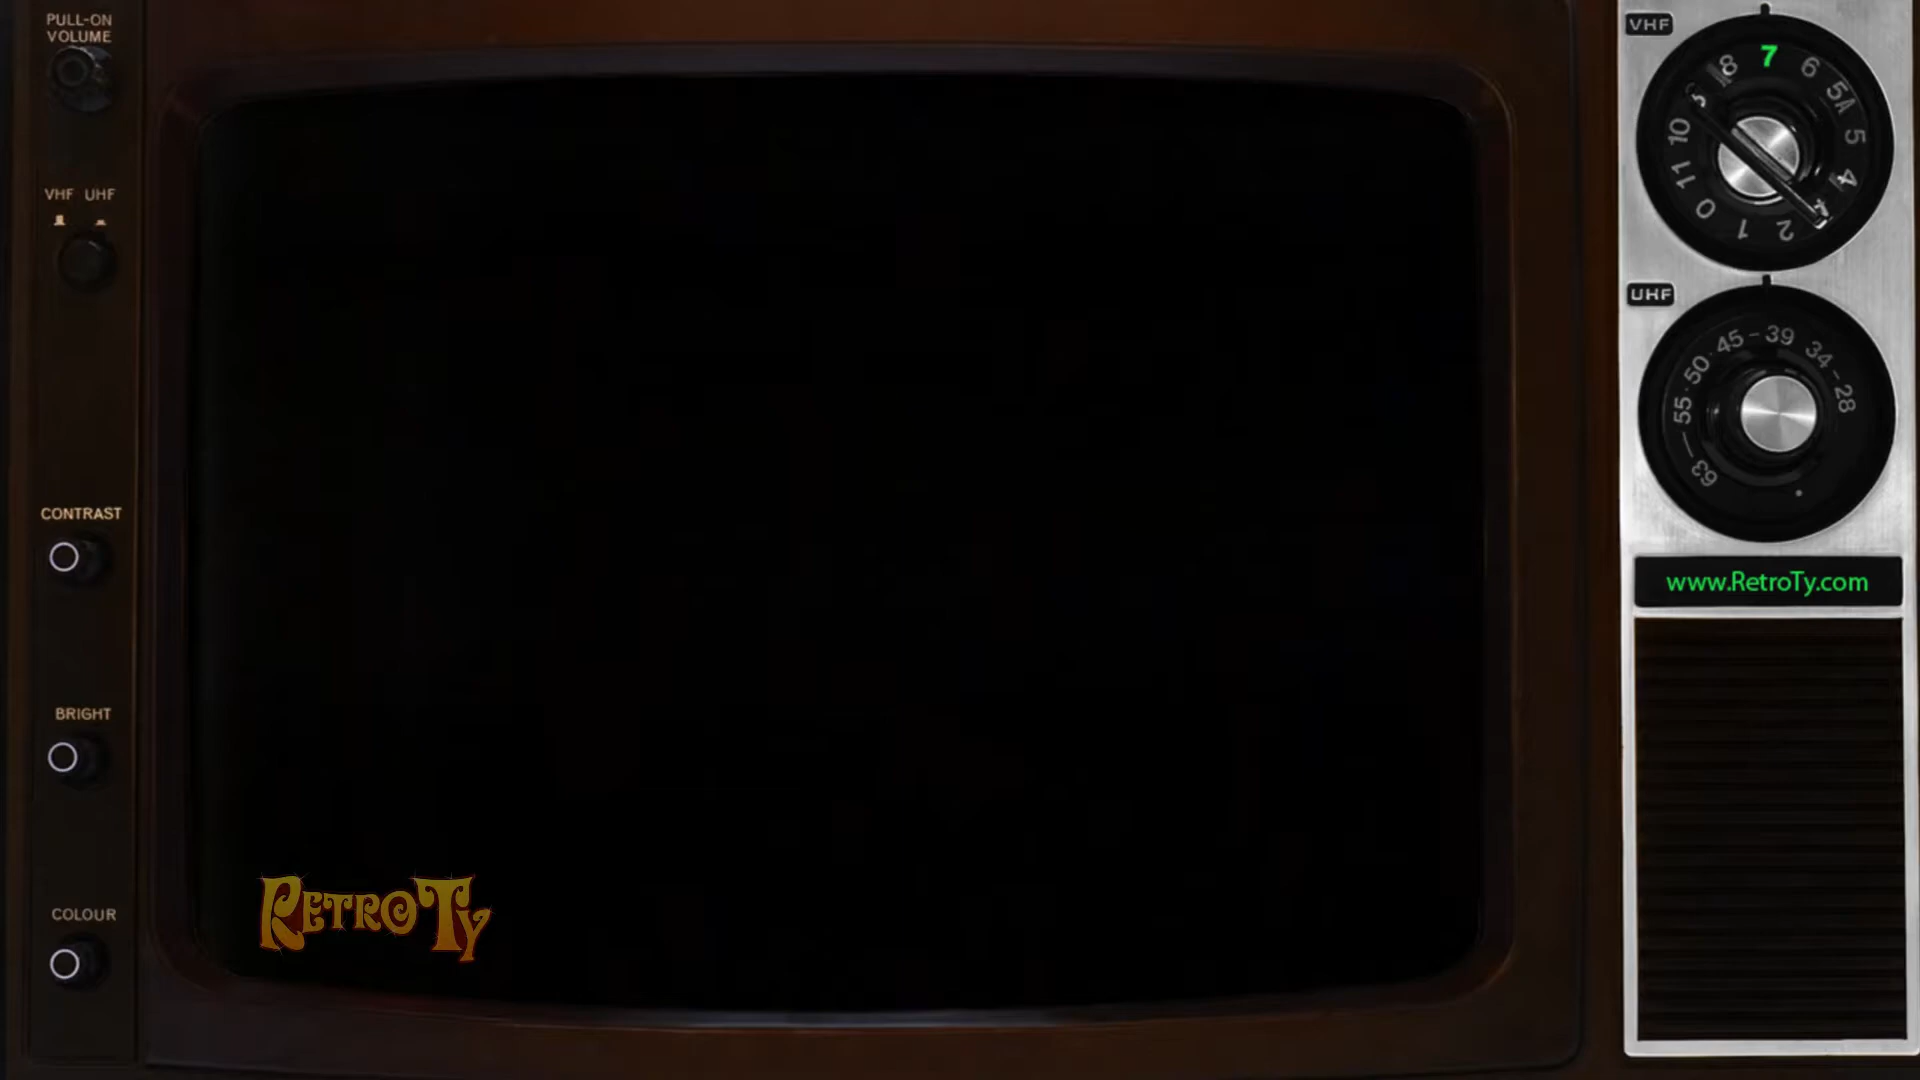 PULL-ON
VOLUME
VHF UHF
CONTRAST
BRIGHT
COLOUR
RETROTY
VHF
7
6
5A
5
4
2
1
0
11
10
8
UHF
63
55
50
45
39
34
28
www.RetroTy.com